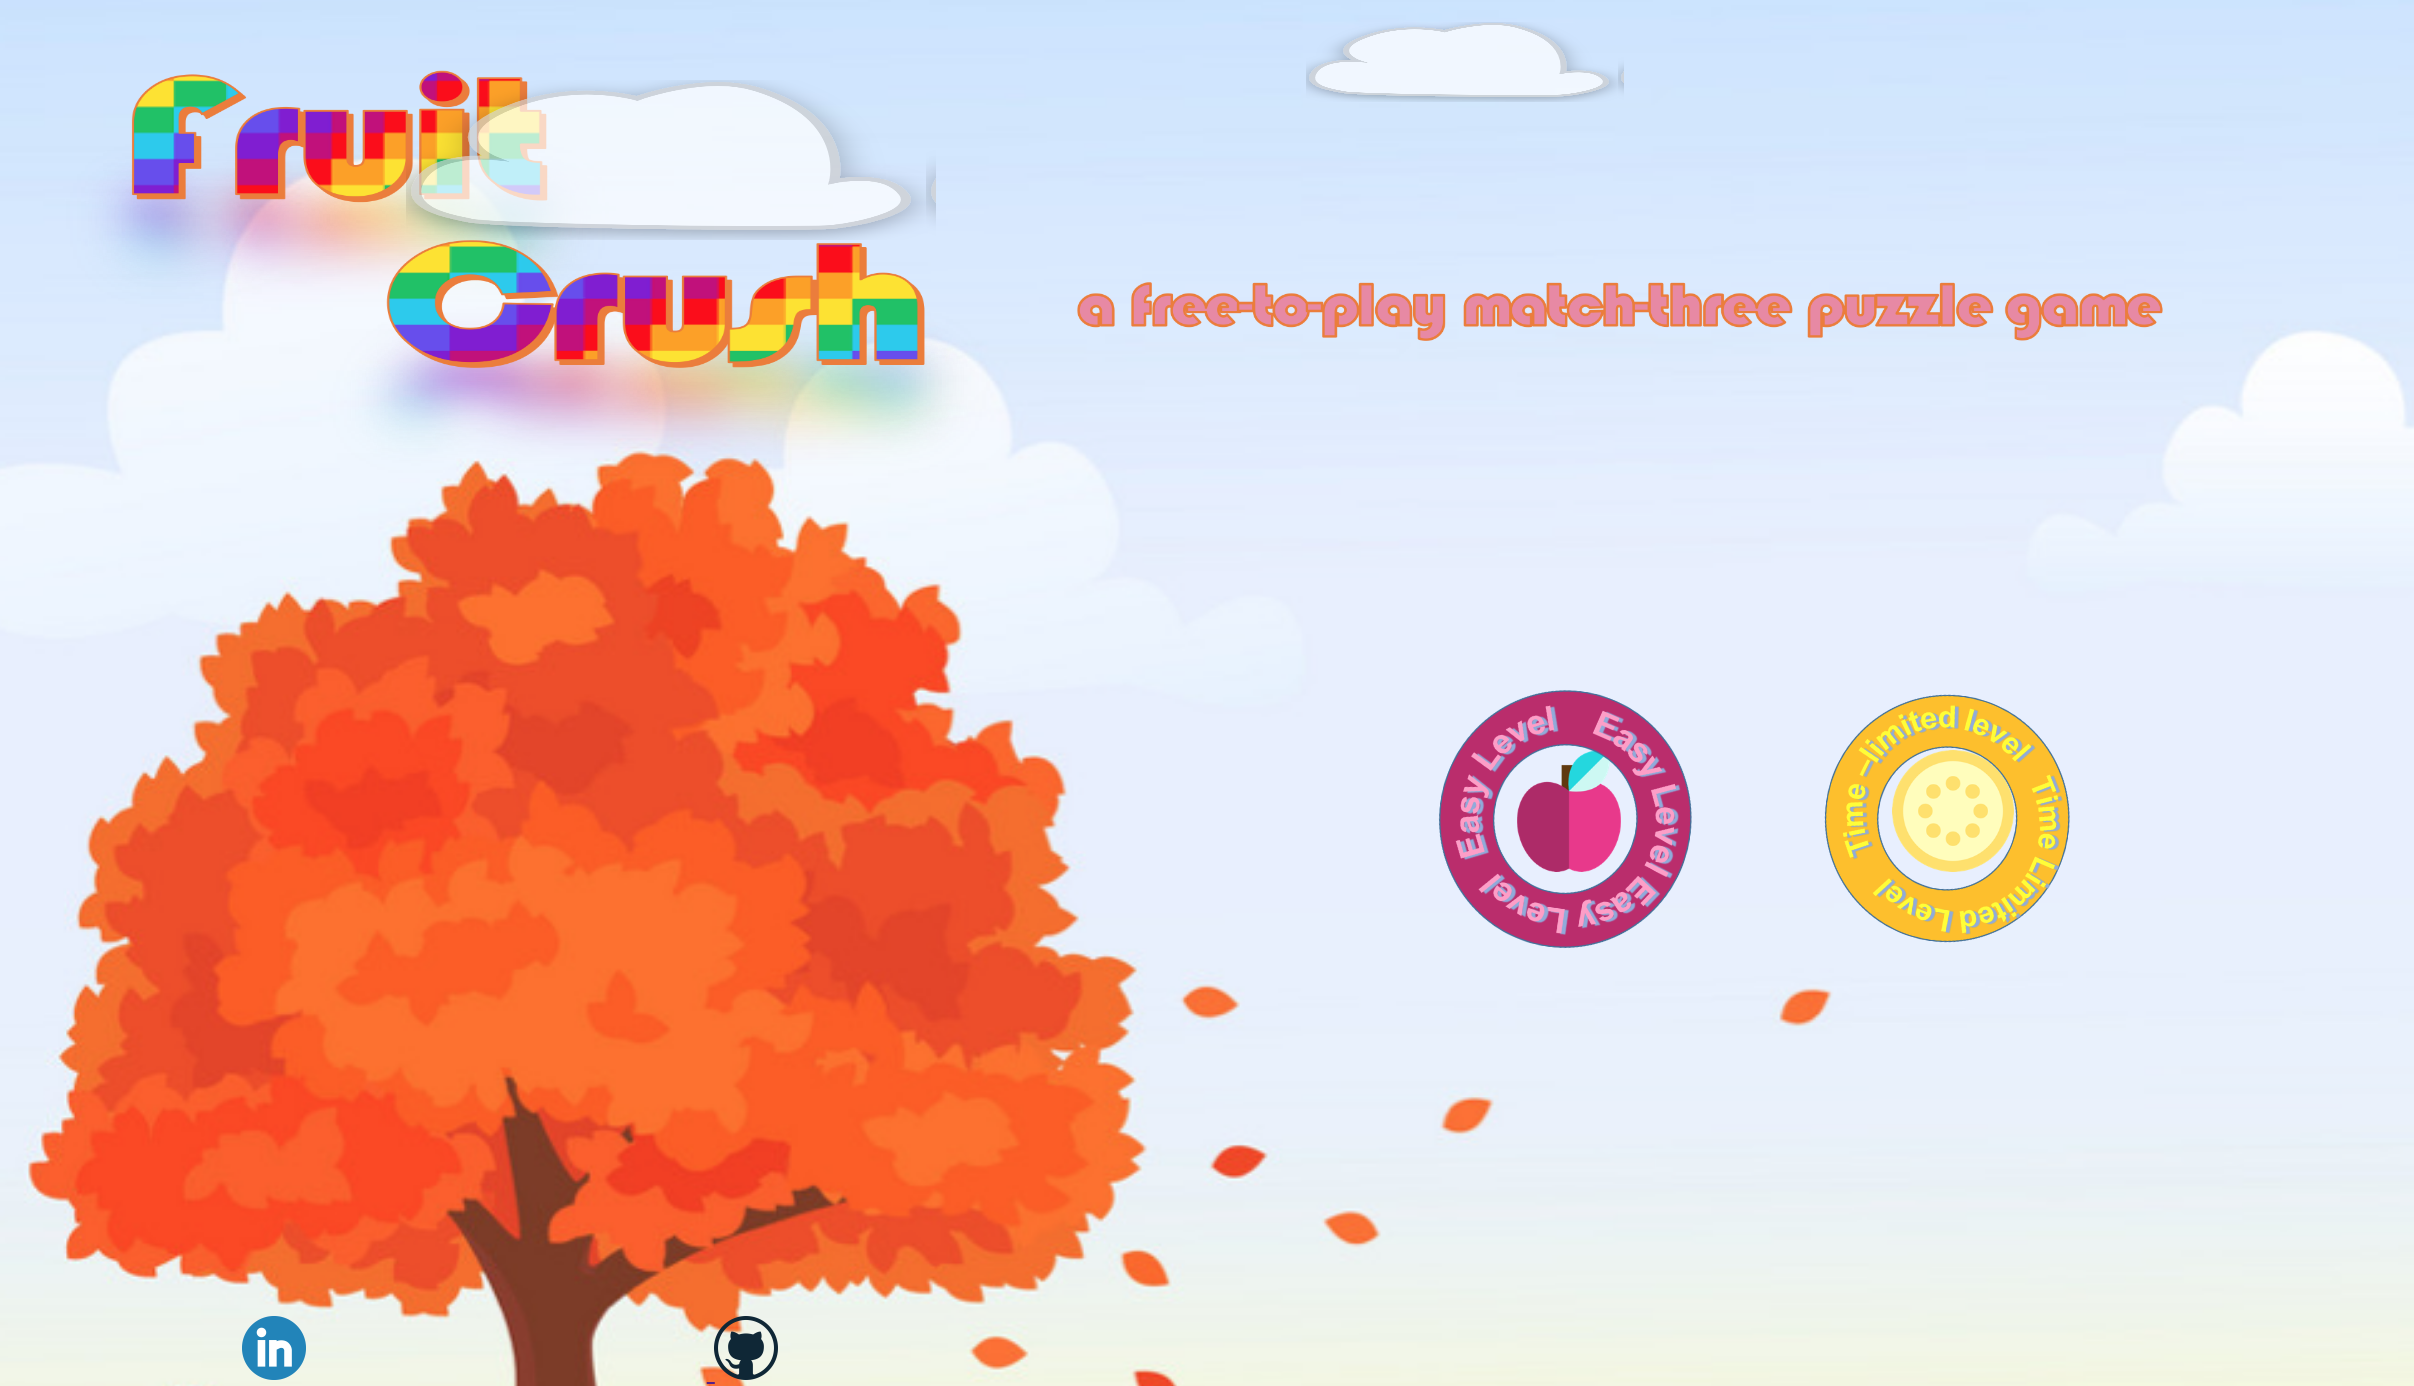 Fruit
Crush
a free-to-play match-three puzzle game
Easy Level Easy Level Easy Level
Time -limited level Time Limited Level
in